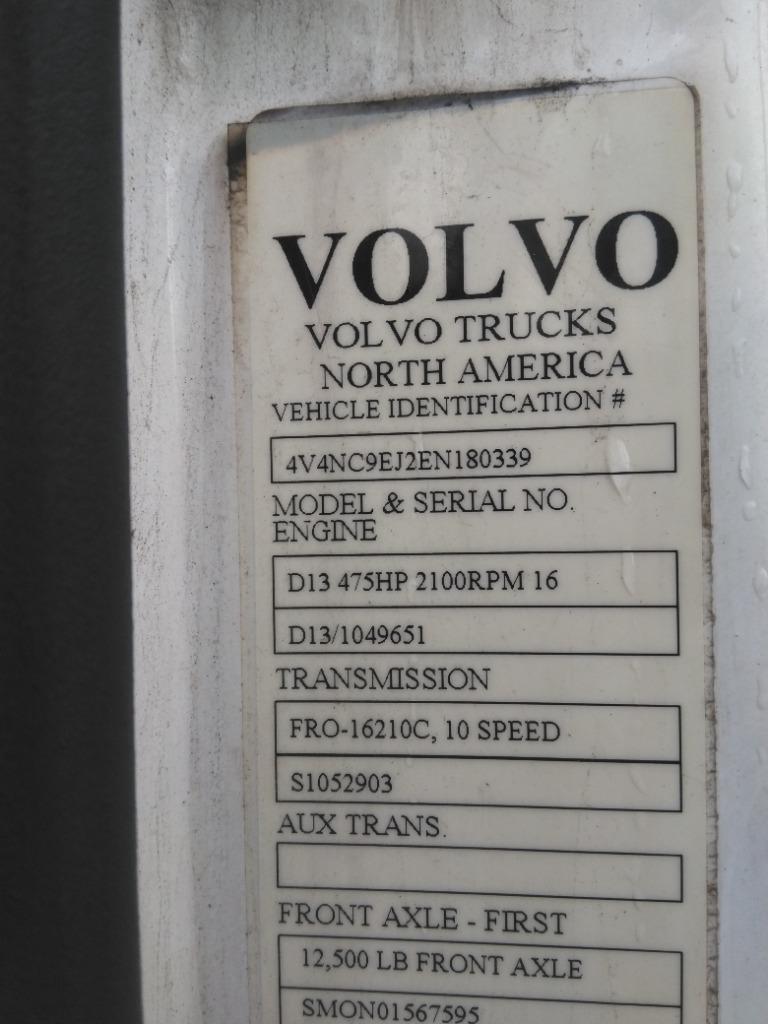 VOLVO
VOLVO TRUCKS
NORTH AMERICA
VEHICLE IDENTIFICATION #
4V4NC9EJ2EN180339
MODEL & SERIAL NO.
ENGINE
D13 475HP 2100RPM 16
D13/1049651
TRANSMISSION
FRO-16210C, 10 SPEED
S1052903
AUX TRANS.
FRONT AXLE - FIRST
12,500 LB FRONT AXLE
SMON01567595